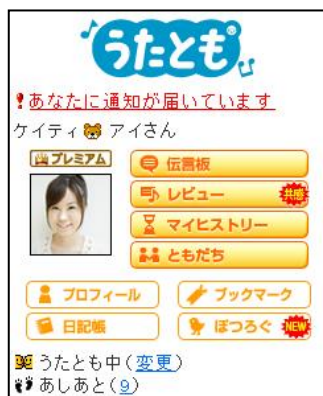 うたとも®
あなたに通知が届いています
ケイティ🐻アイさん
プレミアム
伝言板
レビュー 共感
マイヒストリー
ともだち
プロフィール ブックマーク
日記帳 ぽつろぐ NEW
うたとも中(変更)
あしあと(9)